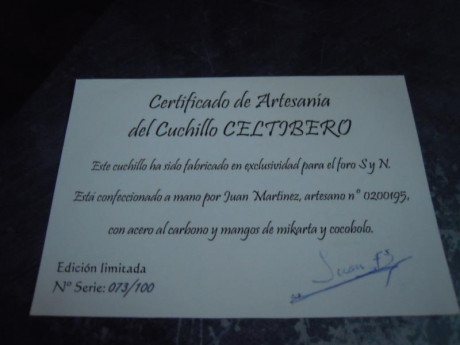 Certificado de Artesanía
del Cuchillo CELTIBERO
Este cuchillo ha sido fabricado en exclusividad para el foro S y N.
Está confeccionado a mano por Juan Martinez, artesano nº 0200195,
con acero al carbono y mangos de mikarta y cocobolo.
Edición limitada
Nº Serie: 073/100
Juan